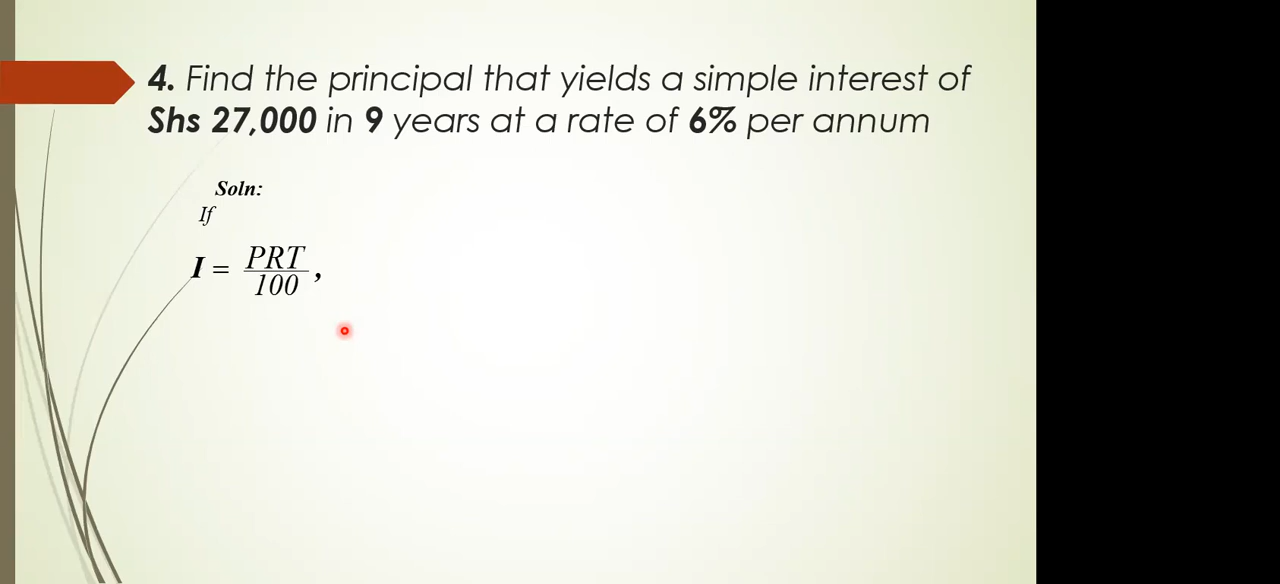 4. Find the principal that yields a simple interest of
Shs 27,000 in 9 years at a rate of 6% per annum
Soln:
If
I = PRT/100 ,